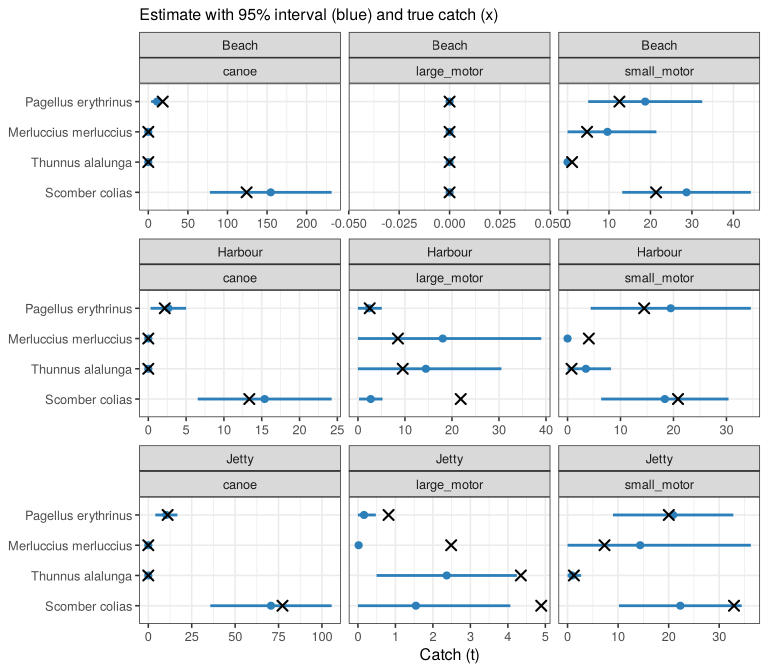 Estimate with 95% interval (blue) and true catch (x)
Beach Beach Beach
canoe large_motor small_motor
Pagellus erythrinus
Merluccius merluccius
Thunnus alalunga
Scomber colias
0 50 100 150 200 -0.050 -0.025 0.000 0.025 0.050 0 10 20 30 40
Harbour Harbour Harbour
canoe large_motor small_motor
Pagellus erythrinus
Merluccius merluccius
Thunnus alalunga
Scomber colias
0 5 10 15 20 25 0 10 20 30 40 0 10 20 30
Jetty Jetty Jetty
canoe large_motor small_motor
Pagellus erythrinus
Merluccius merluccius
Thunnus alalunga
Scomber colias
0 25 50 75 100 0 1 2 3 4 5 0 10 20 30
Catch (t)